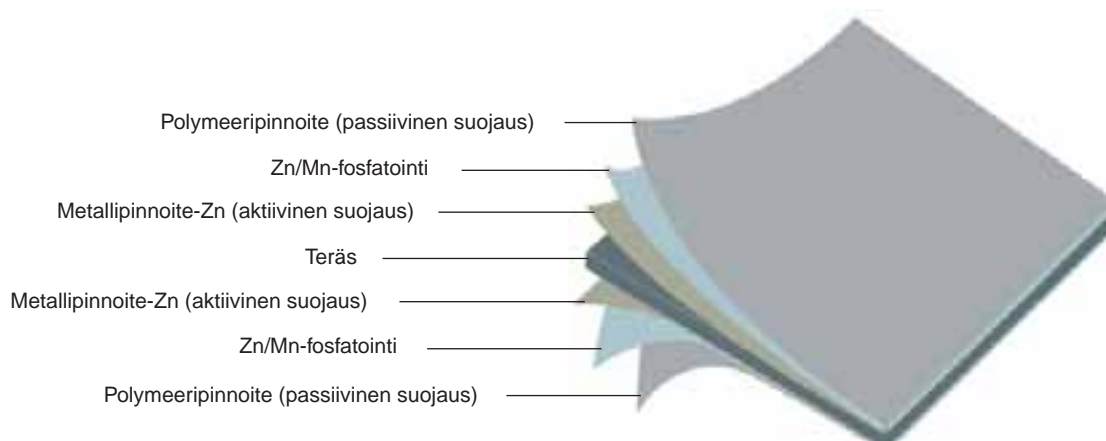 Polymeeripinnoite (passiivinen suojaus)
Zn/Mn-fosfatointi
Metallipinnoite-Zn (aktiivinen suojaus)
Teräs
Metallipinnoite-Zn (aktiivinen suojaus)
Zn/Mn-fosfatointi
Polymeeripinnoite (passiivinen suojaus)